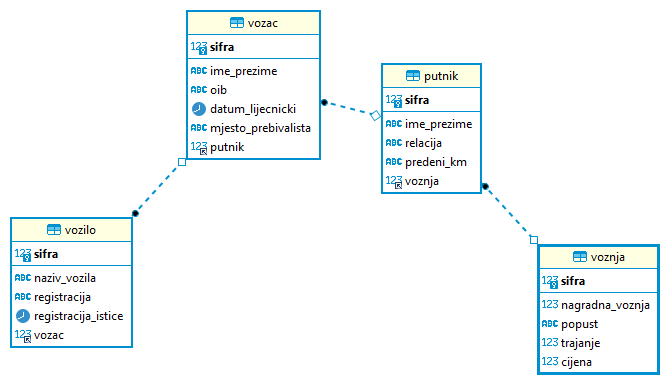 vozac
123 sifra
ABC ime_prezime
ABC oib
datum_lijecnicki
ABC mjesto_prebivalista
123 putnik
putnik
123 sifra
ABC ime_prezime
ABC relacija
ABC predeni_km
123 voznja
vozilo
123 sifra
ABC naziv_vozila
ABC registracija
registracija_istice
123 vozac
voznja
123 sifra
123 nagradna_voznja
ABC popust
123 trajanje
123 cijena